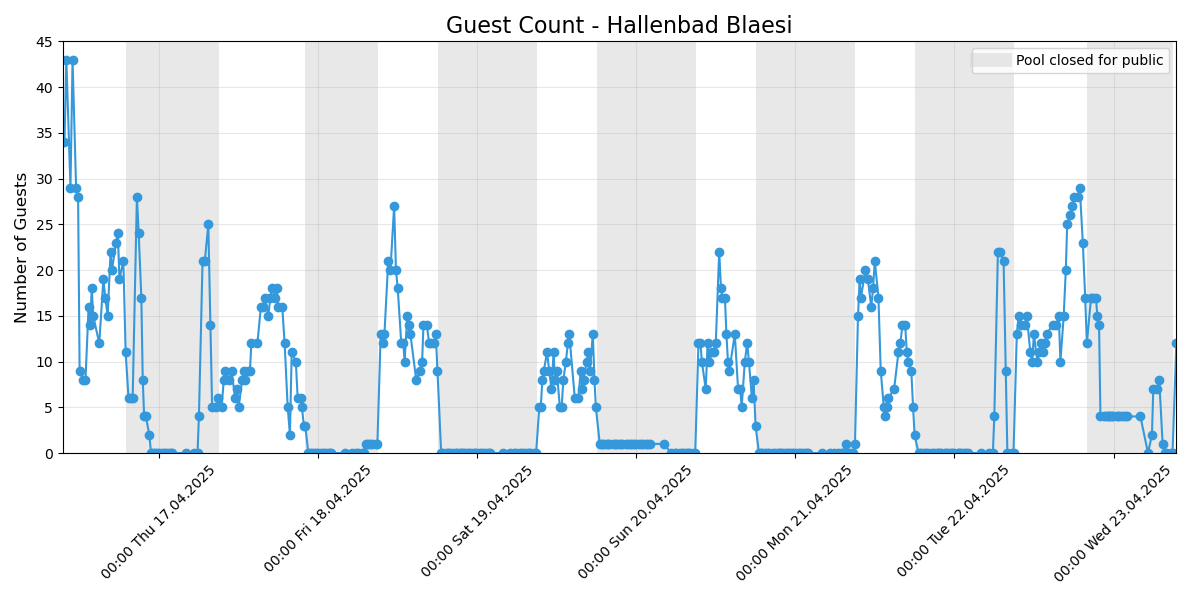 Guest Count - Hallenbad Blaesi
Pool closed for public
Number of Guests
45
40
35
30
25
20
15
10
5
0
00:00 Thu 17.04.2025
00:00 Fri 18.04.2025
00:00 Sat 19.04.2025
00:00 Sun 20.04.2025
00:00 Mon 21.04.2025
00:00 Tue 22.04.2025
00:00 Wed 23.04.2025